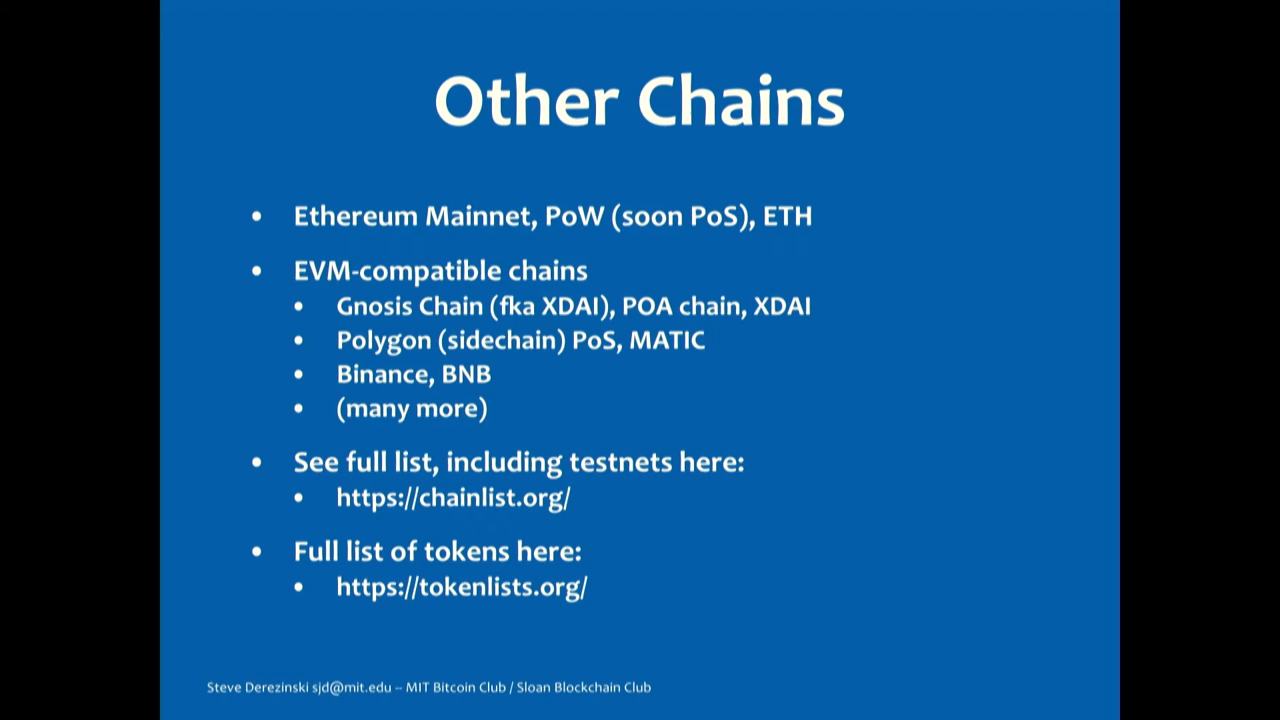 Other Chains
• Ethereum Mainnet, PoW (soon PoS), ETH
• EVM-compatible chains
• Gnosis Chain (fka XDAI), POA chain, XDAI
• Polygon (sidechain) PoS, MATIC
• Binance, BNB
• (many more)
• See full list, including testnets here:
• https://chainlist.org/
• Full list of tokens here:
• https://tokenlists.org/
Steve Derezinski sjd@mit.edu – MIT Bitcoin Club / Sloan Blockchain Club